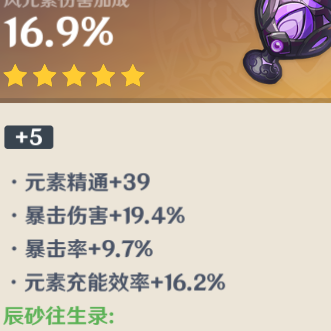 风元素伤害加成
16.9%
+5
·元素精通+39
·暴击伤害+19.4%
·暴击率+9.7%
·元素充能效率+16.2%
辰砂往生录: